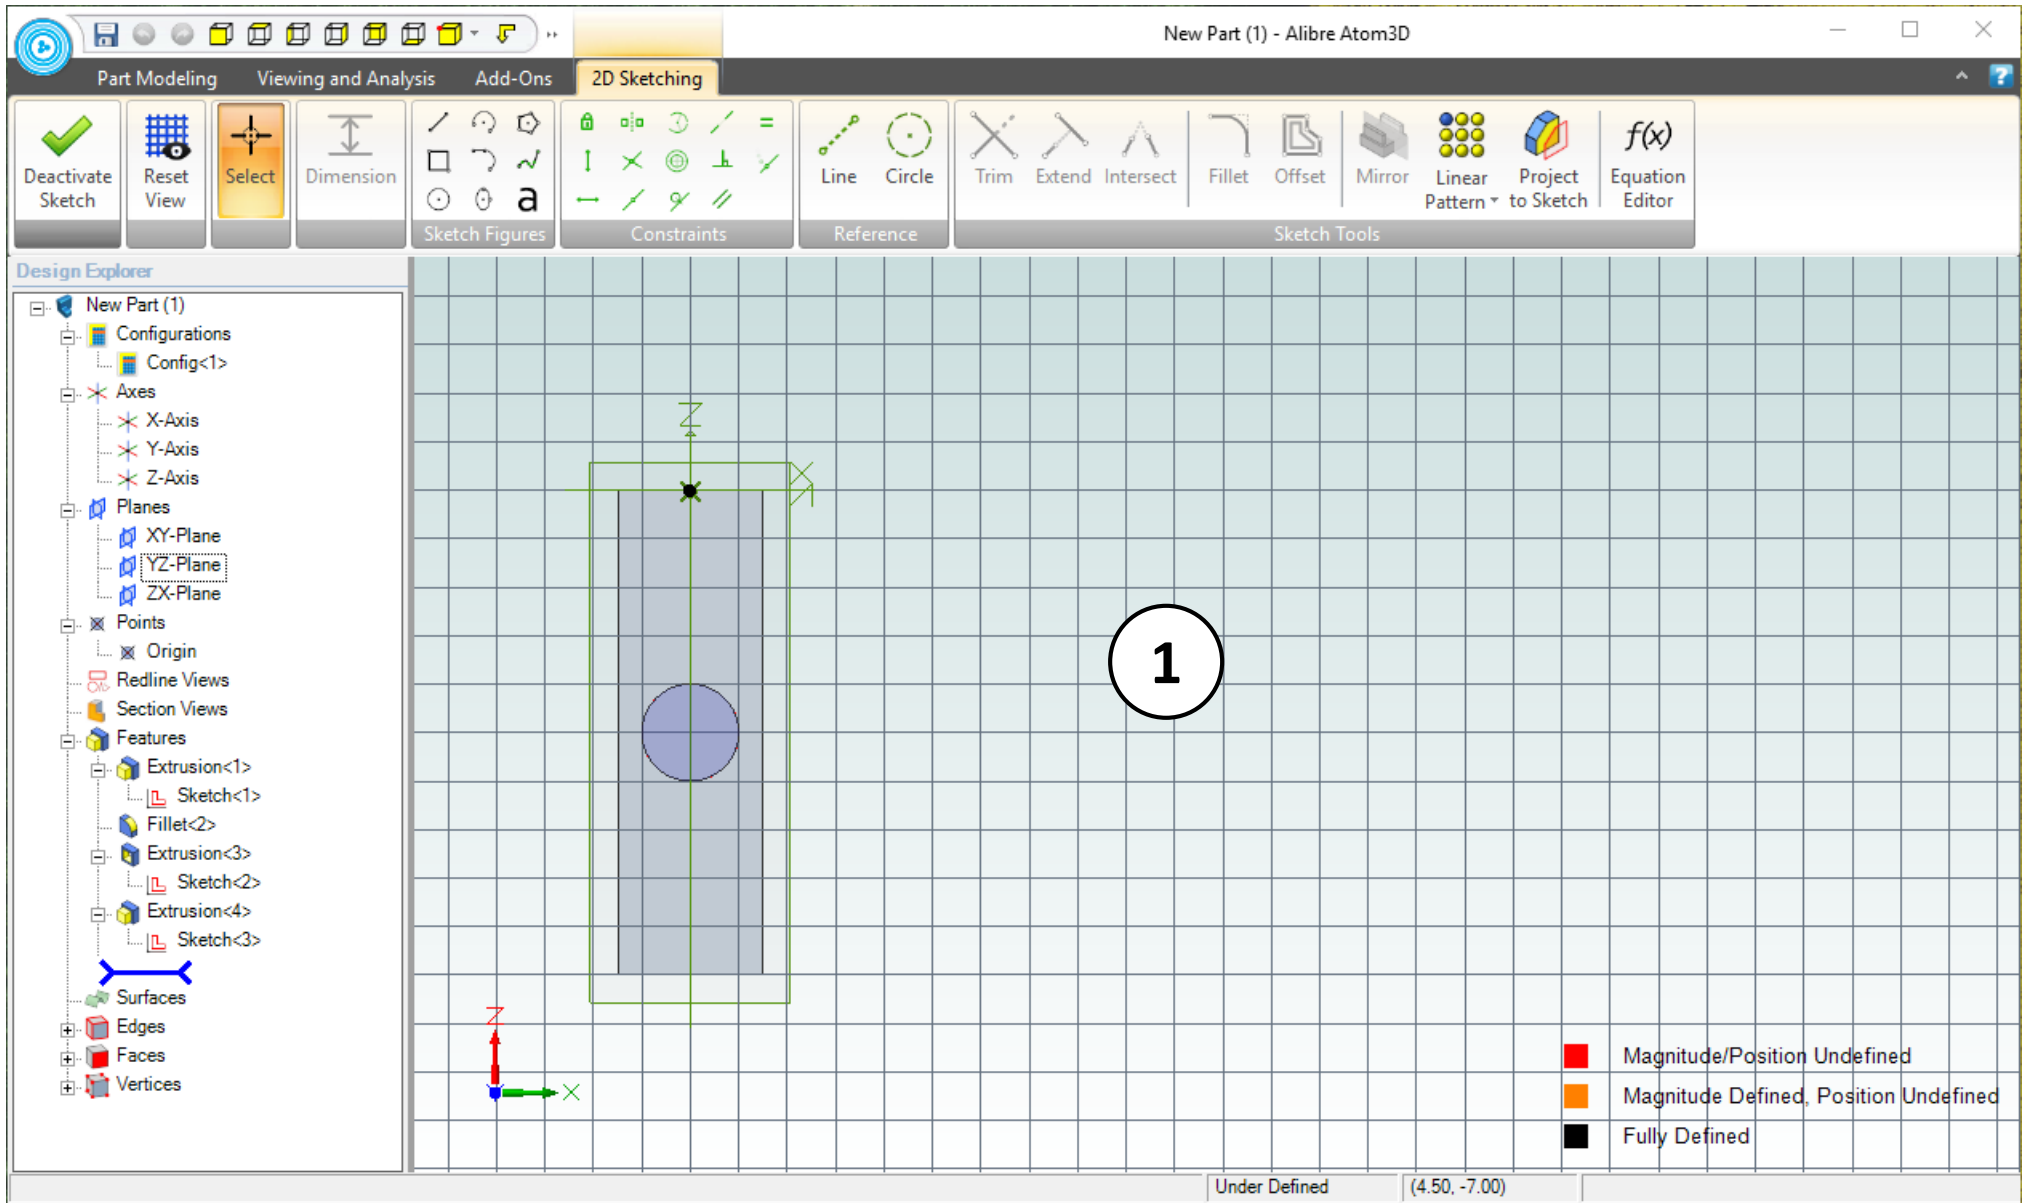 New Part (1) - Alibre Atom3D
Part Modeling Viewing and Analysis Add-Ons 2D Sketching
Deactivate Sketch
Reset View
Select
Dimension
a
Sketch Figures
Constraints
Line Circle
Reference
Trim Extend Intersect Fillet Offset Mirror
Linear Pattern
Project to Sketch
f(x)
Equation Editor
Sketch Tools
Design Explorer
New Part (1)
Configurations
Config<1>
Axes
X-Axis
Y-Axis
Z-Axis
Planes
XY-Plane
YZ-Plane
ZX-Plane
Points
Origin
Redline Views
Section Views
Features
Extrusion<1>
Sketch<1>
Fillet<2>
Extrusion<3>
Sketch<2>
Extrusion<4>
Sketch<3>
Surfaces
Edges
Faces
Vertices
Z
X
1
Z
X
Magnitude/Position Undefined
Magnitude Defined, Position Undefined
Fully Defined
Under Defined (4.50, -7.00)